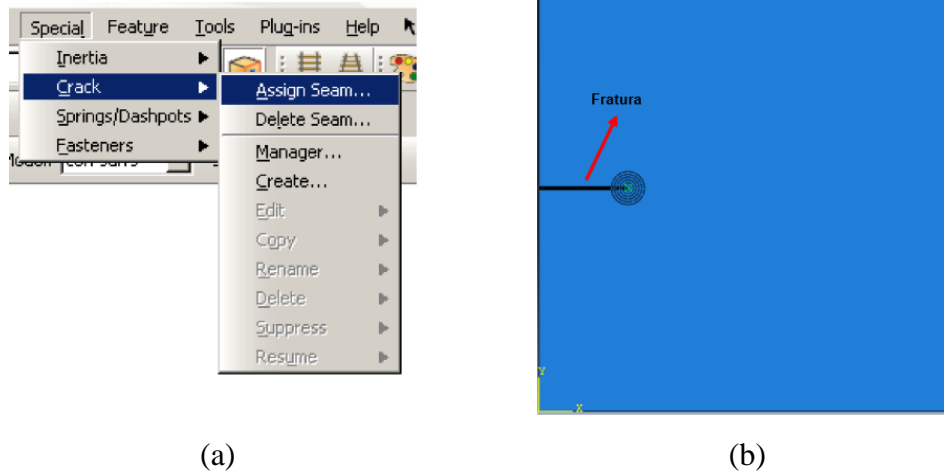 Special Feature Tools Plug-ins Help
Inertia
Crack
Springs/Dashpots
Fasteners
Assign Seam...
Delete Seam...
Manager...
Create...
Edit
Copy
Rename
Delete
Suppress
Resume
Fratura
Y
X
(a)
(b)